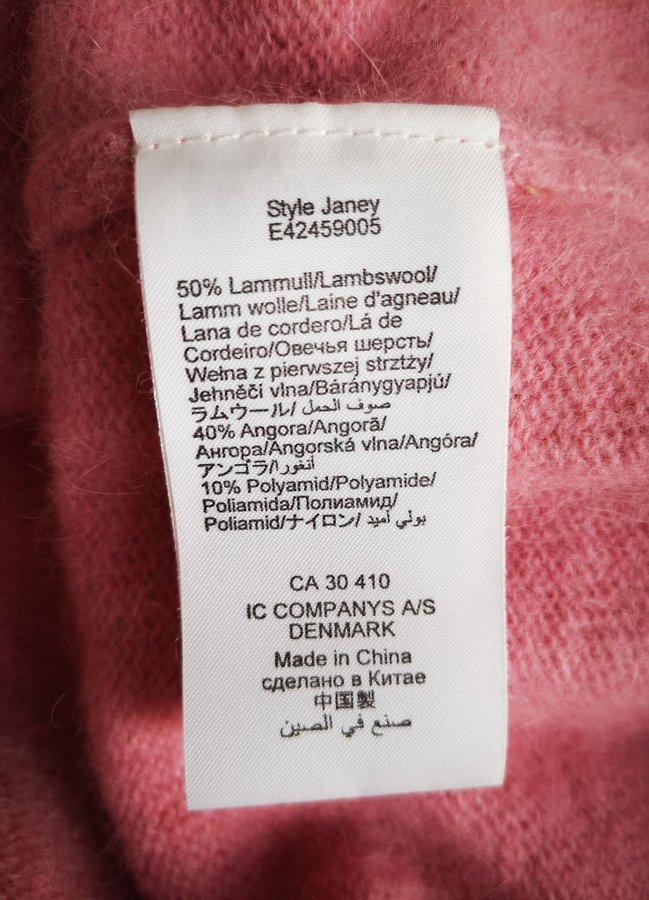 Style Janey
E42459005
50% Lammull/Lambswool/
Lamm wolle/Laine d'agneau/
Lana de cordero/Lá de
Cordeiro/Овечья шерсть/
Wełna z pierwszej strztży/
Jehněčí vlna/Báránygyapjú/
ラムウール/ صوف الحمل
40% Angora/Angorã/
Ангора/Angorská vlna/Angóra/
アンゴラ/أنغورا
10% Polyamid/Polyamide/
Poliamida/Полиамид/
Poliamid/ナイロン/ بولي أميد
CA 30 410
IC COMPANYS A/S
DENMARK
Made in China
сделано в Китае
中国製
صنع في الصين